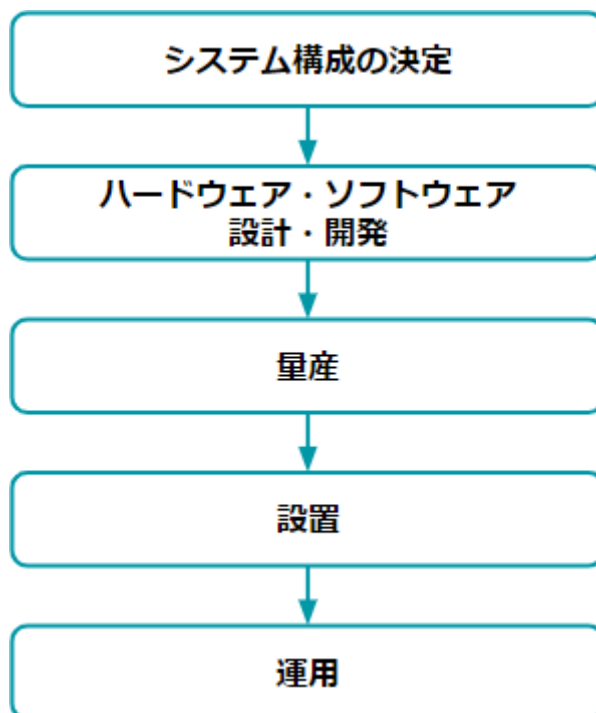 システム構成の決定
ハードウェア・ソフトウェア
設計・開発
量産
設置
運用